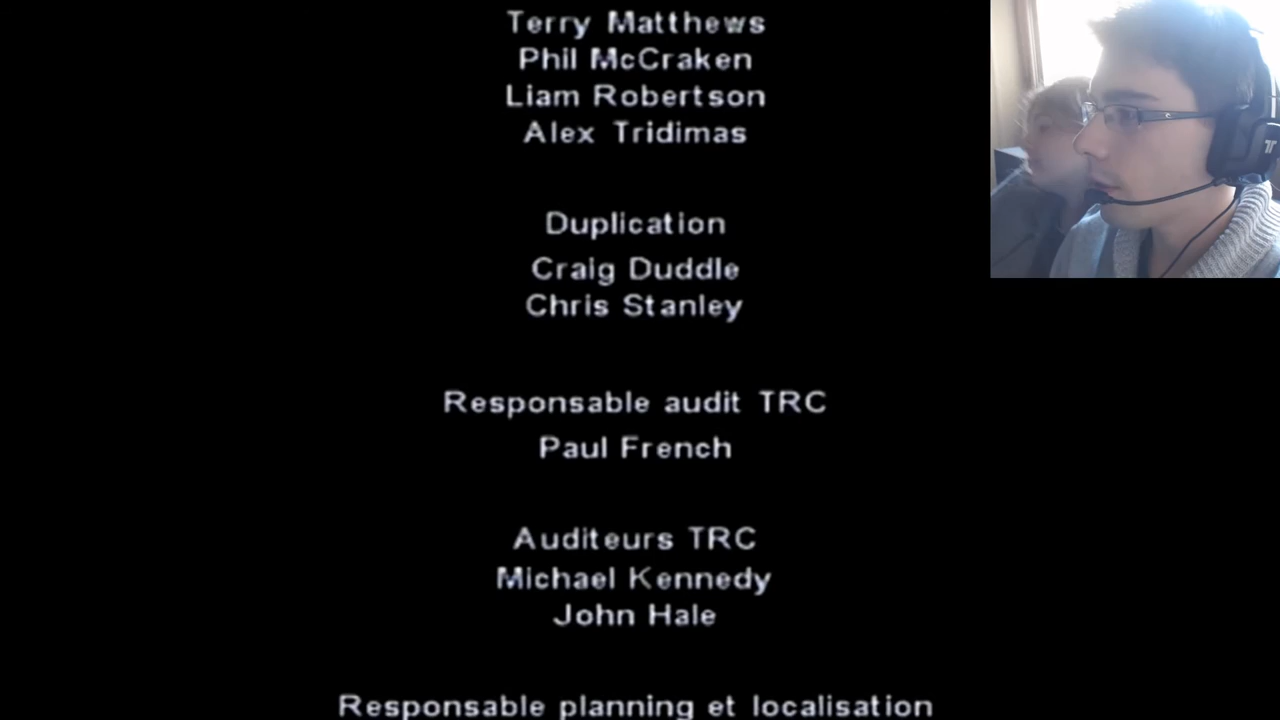 Terry Matthews
Phil McCraken
Liam Robertson
Alex Tridimas
Duplication
Craig Duddle
Chris Stanley
Responsable audit TRC
Paul French
Auditeurs TRC
Michael Kennedy
John Hale
Responsable planning et localisation